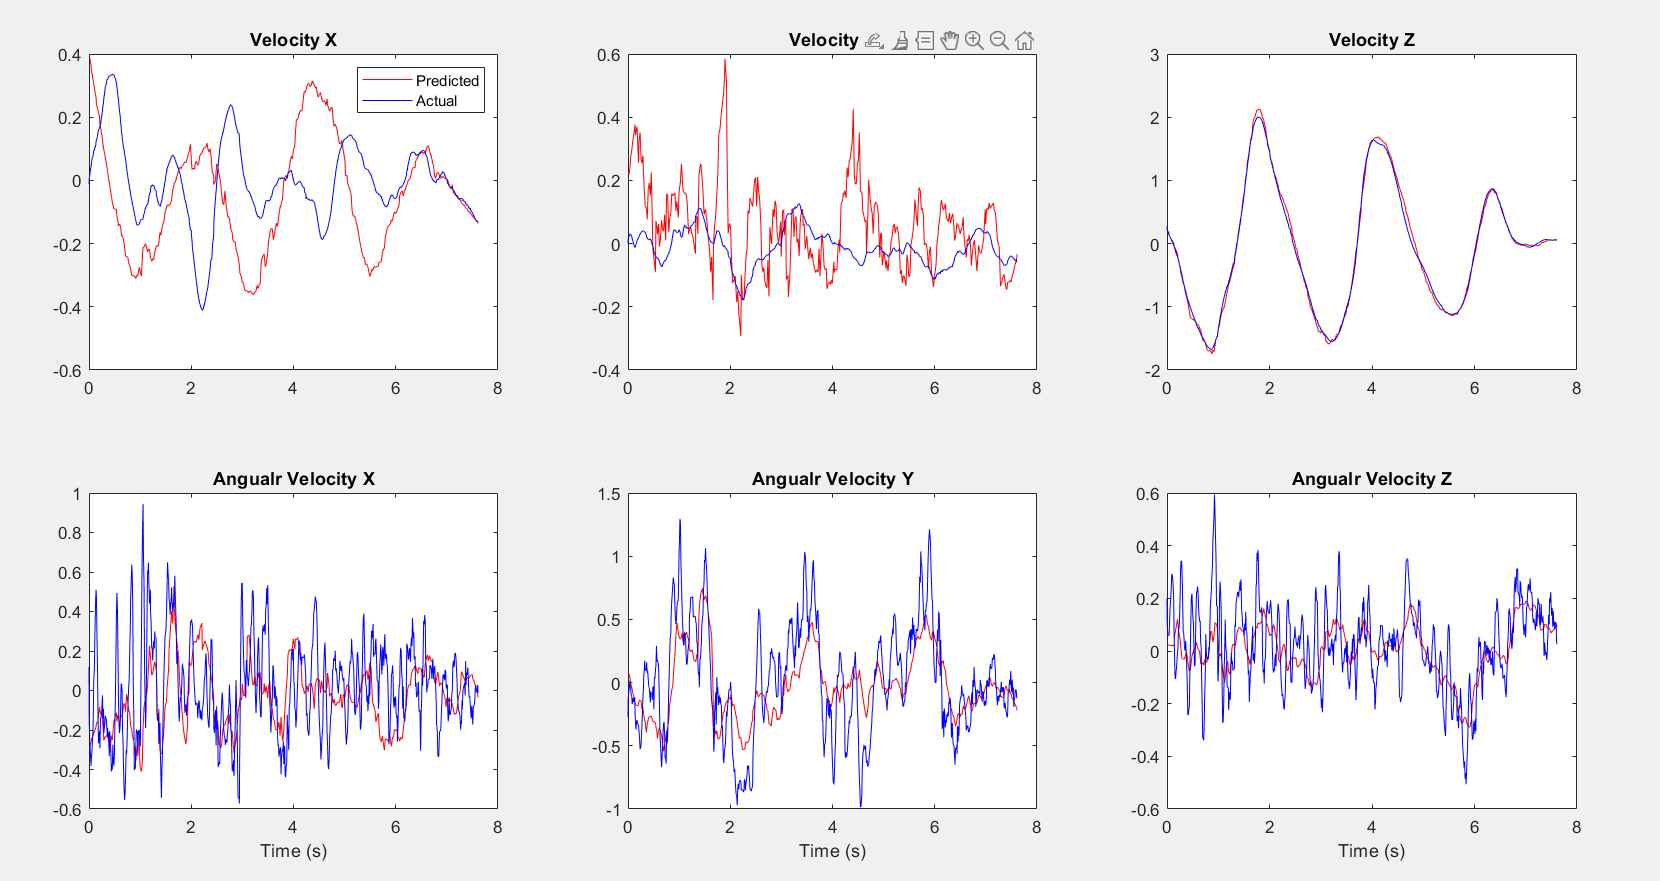 Velocity X
Velocity
Velocity Z
0.4
0.2
0
-0.2
-0.4
-0.6
0 2 4 6 8
Predicted
Actual
0.6
0.4
0.2
0
-0.2
-0.4
0 2 4 6 8
3
2
1
0
-1
-2
0 2 4 6 8
Angualr Velocity X
Angualr Velocity Y
Angualr Velocity Z
1
0.8
0.6
0.4
0.2
0
-0.2
-0.4
-0.6
0 2 4 6 8
Time (s)
1.5
1
0.5
0
-0.5
-1
0 2 4 6 8
Time (s)
0.6
0.4
0.2
0
-0.2
-0.4
-0.6
0 2 4 6 8
Time (s)